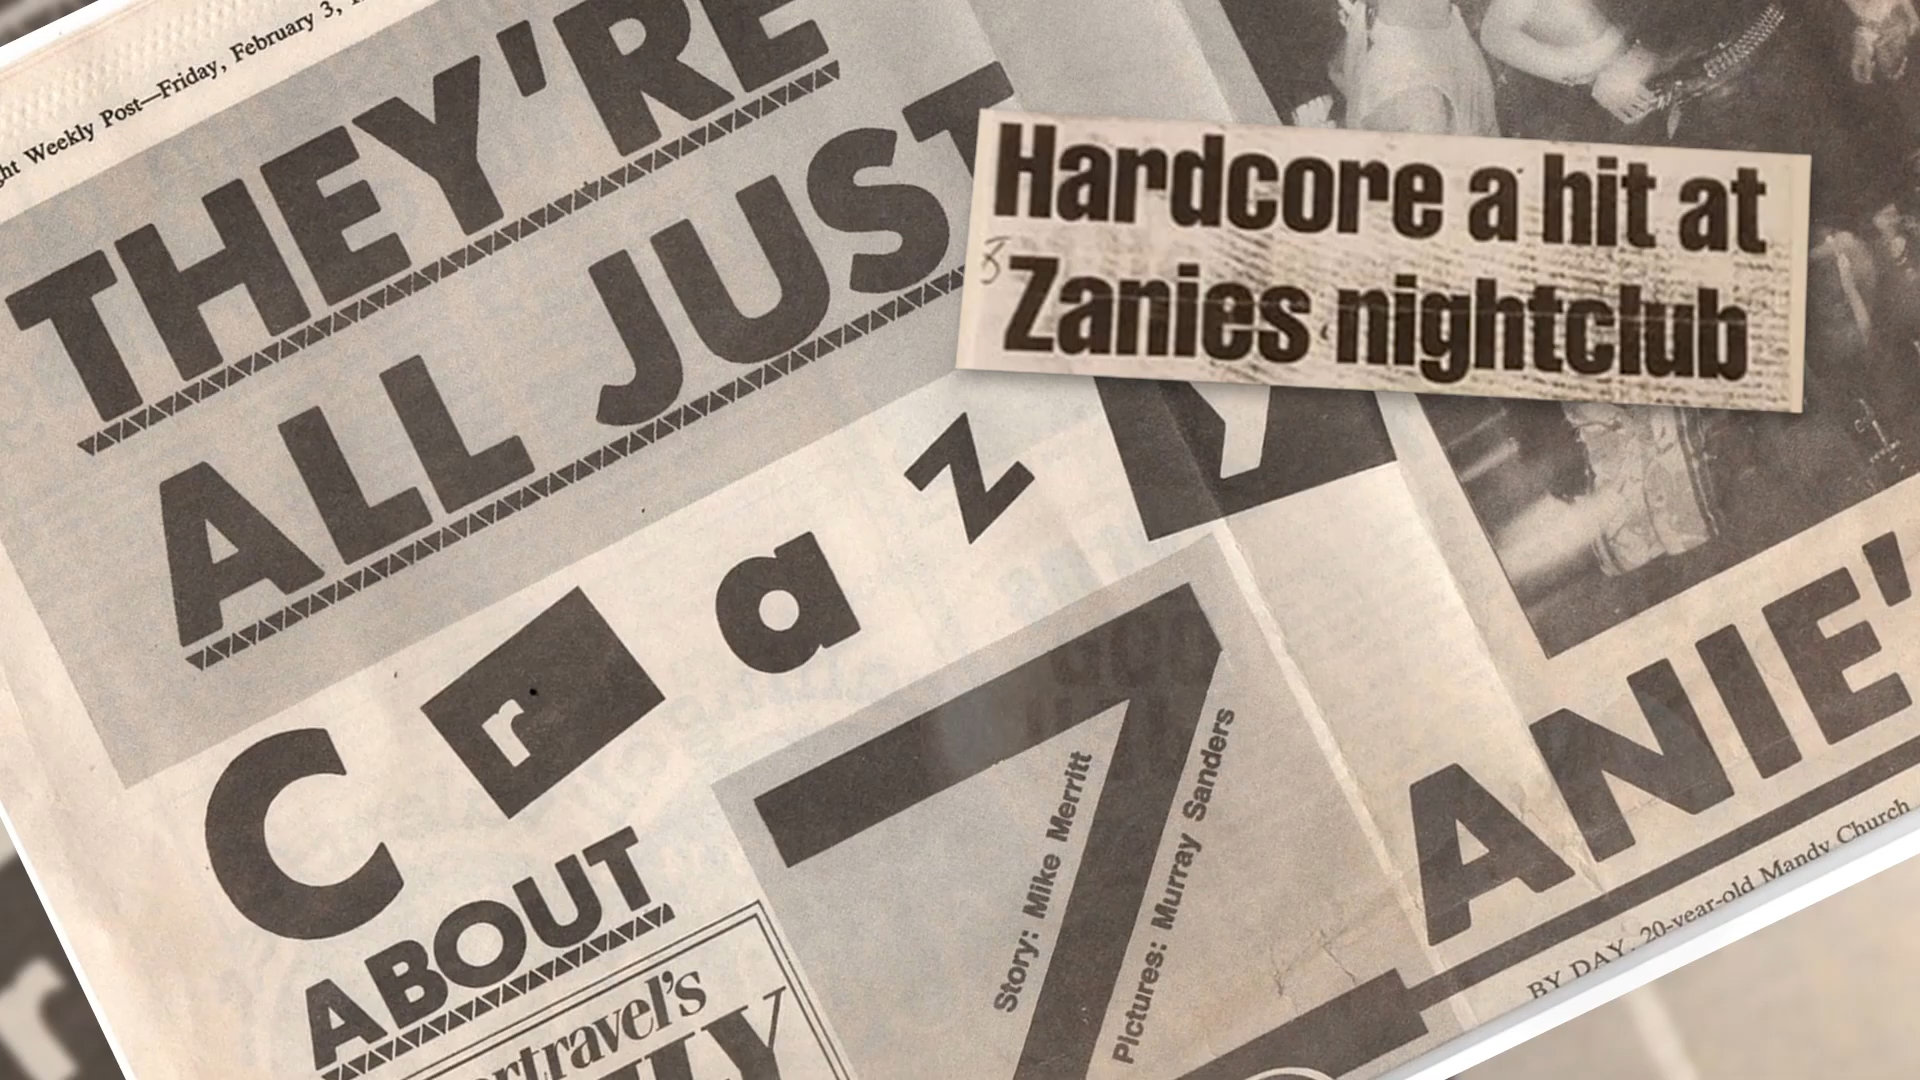 Weekly Post—Friday, February 3,
THEY'RE
ALL JUST
Crazy
ABOUT
Z
ANIE'
Story: Mike Merritt
Pictures: Murray Sanders
BY DAY, 20-year-old Mandy Church
Hardcore a hit at
Zanies nightclub